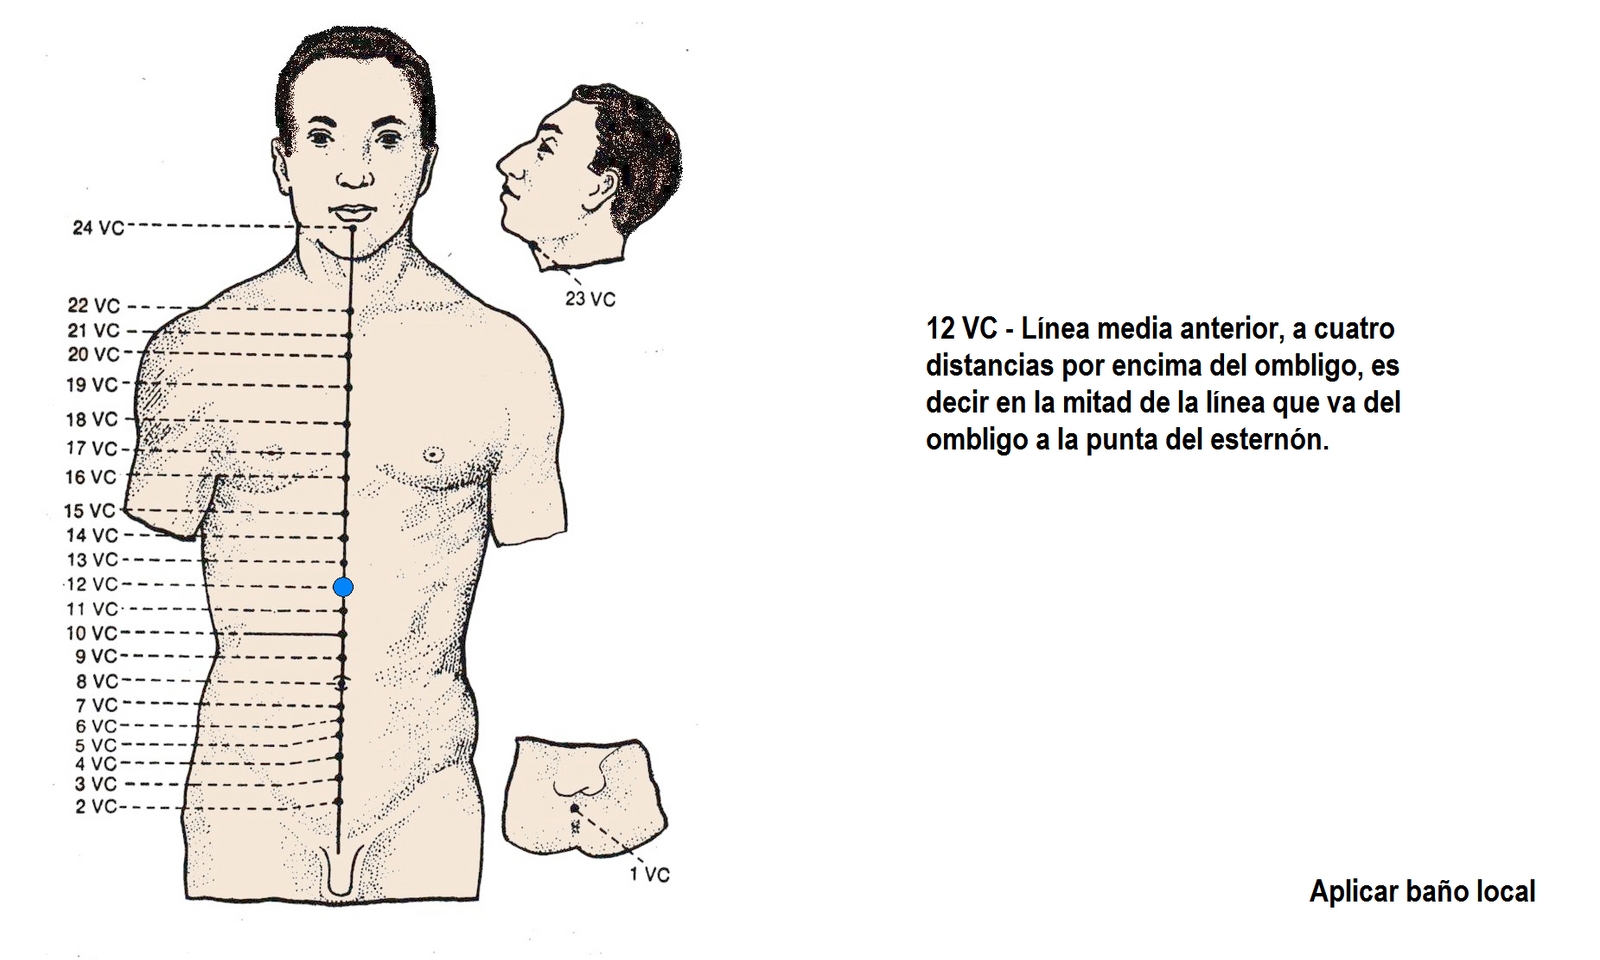 24 VC
23 VC
22 VC
21 VC
20 VC
19 VC
18 VC
17 VC
16 VC
15 VC
14 VC
13 VC
12 VC
11 VC
10 VC
9 VC
8 VC
7 VC
6 VC
5 VC
4 VC
3 VC
2 VC
1 VC
12 VC - Línea media anterior, a cuatro
distancias por encima del ombligo, es
decir en la mitad de la línea que va del
ombligo a la punta del esternón.
Aplicar baño local